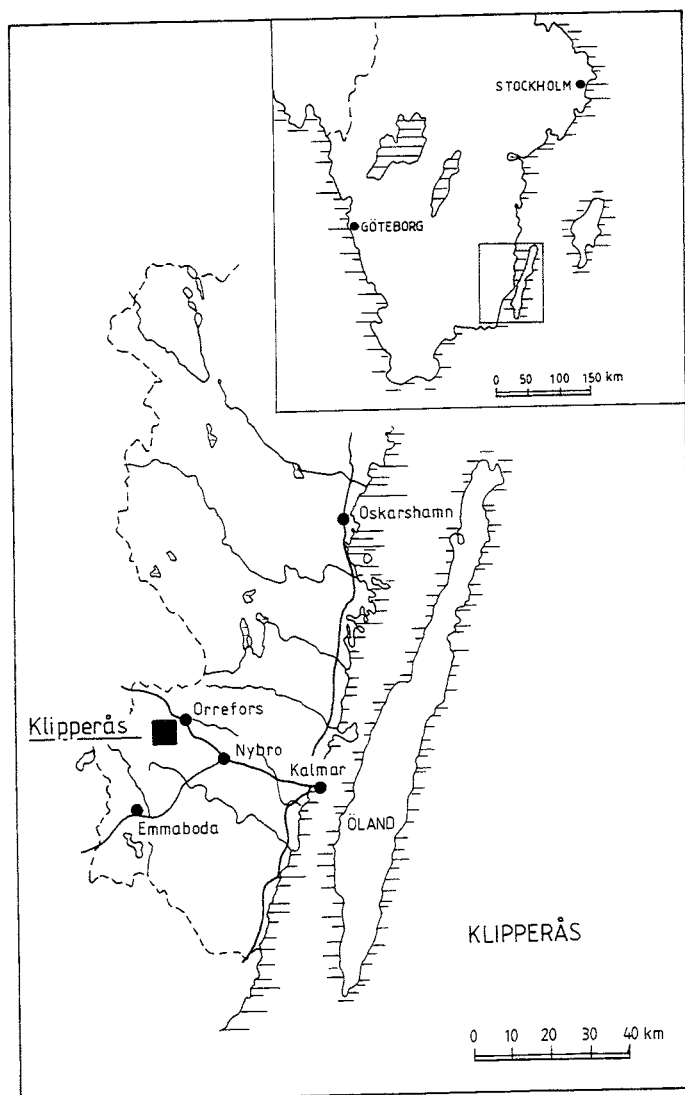 STOCKHOLM
GÖTEBORG
0 50 100 150 km
Oskarshamn
Orrefors
Klipperås
Nybro
Kalmar
ÖLAND
Emmaboda
KLIPPERÅS
0 10 20 30 40 km